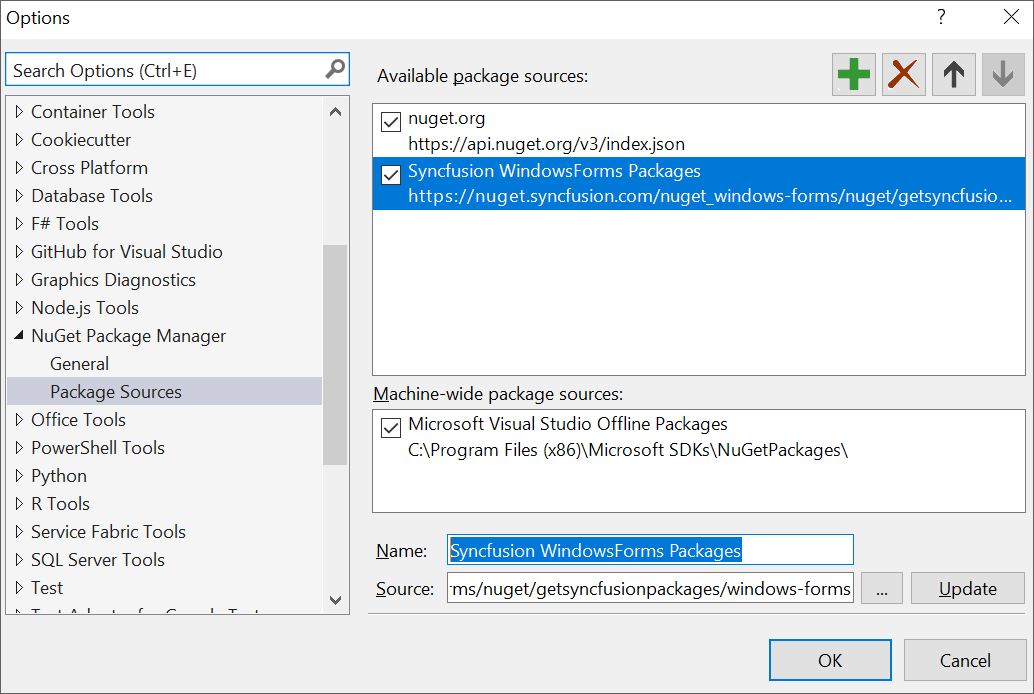 Options
?
Search Options (Ctrl+E)
Container Tools
Cookiecutter
Cross Platform
Database Tools
F# Tools
GitHub for Visual Studio
Graphics Diagnostics
Node.js Tools
NuGet Package Manager
General
Package Sources
Office Tools
PowerShell Tools
Python
R Tools
Service Fabric Tools
SQL Server Tools
Test
Available package sources:
nuget.org
https://api.nuget.org/v3/index.json
Syncfusion WindowsForms Packages
https://nuget.syncfusion.com/nuget_windows-forms/nuget/getsyncfusio...
Machine-wide package sources:
Microsoft Visual Studio Offline Packages
C:\Program Files (x86)\Microsoft SDKs\NuGetPackages\
Name: Syncfusion WindowsForms Packages
Source: ms/nuget/getsyncfusionpackages/windows-forms ... Update
OK Cancel